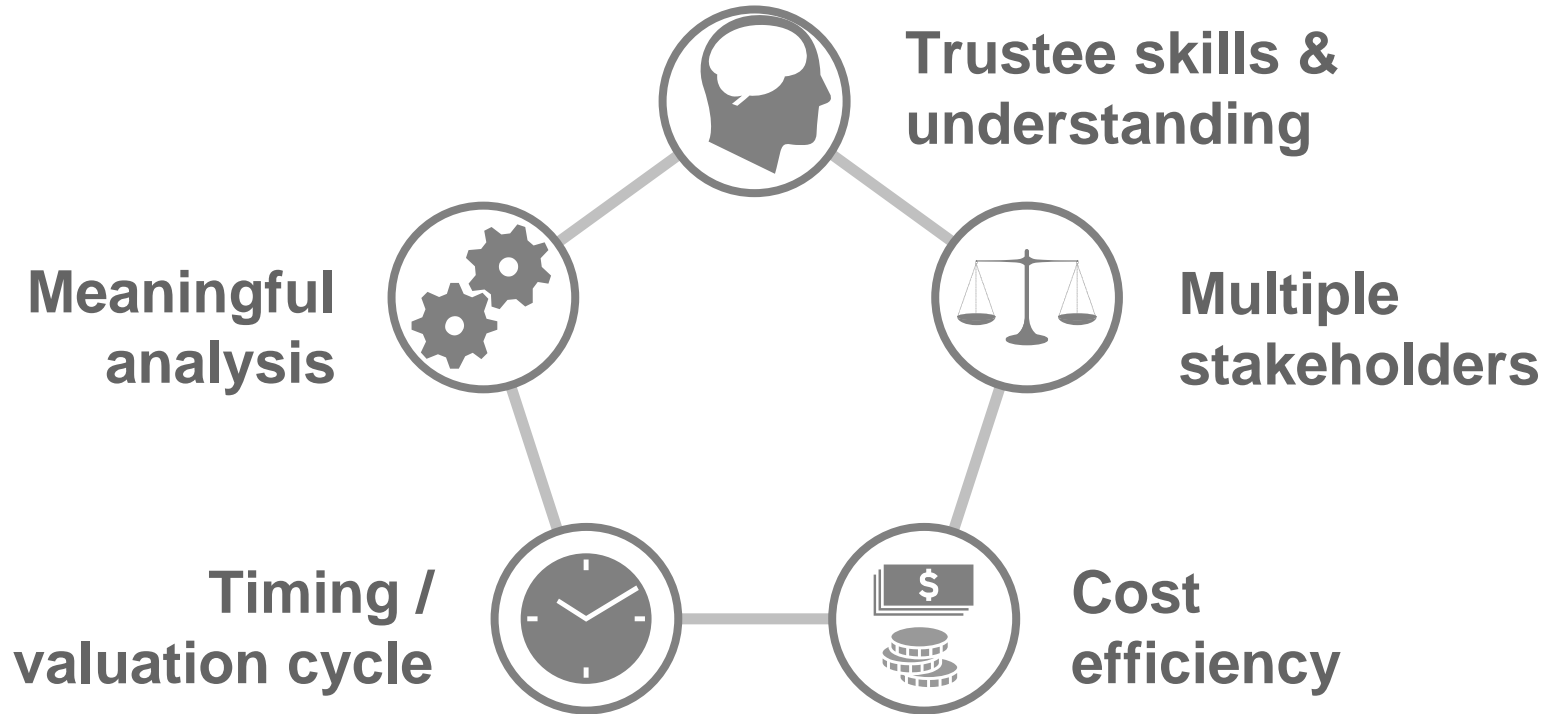 Trustee skills &
understanding
Meaningful
analysis
Multiple
stakeholders
Timing /
valuation cycle
$
Cost
efficiency